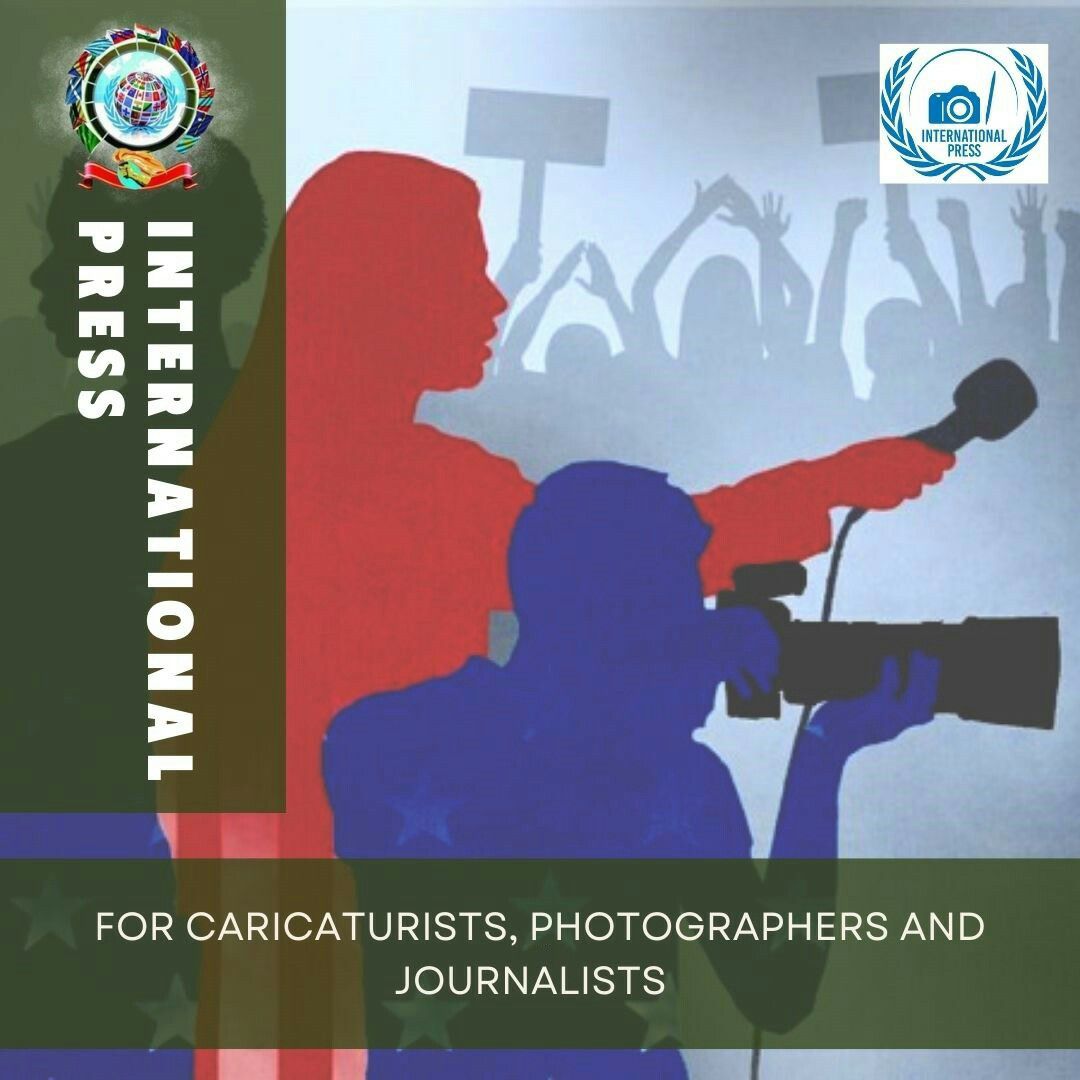 INTERNATIONAL
PRESS
INTERNATIONAL
PRESS
FOR CARICATURISTS, PHOTOGRAPHERS AND
JOURNALISTS